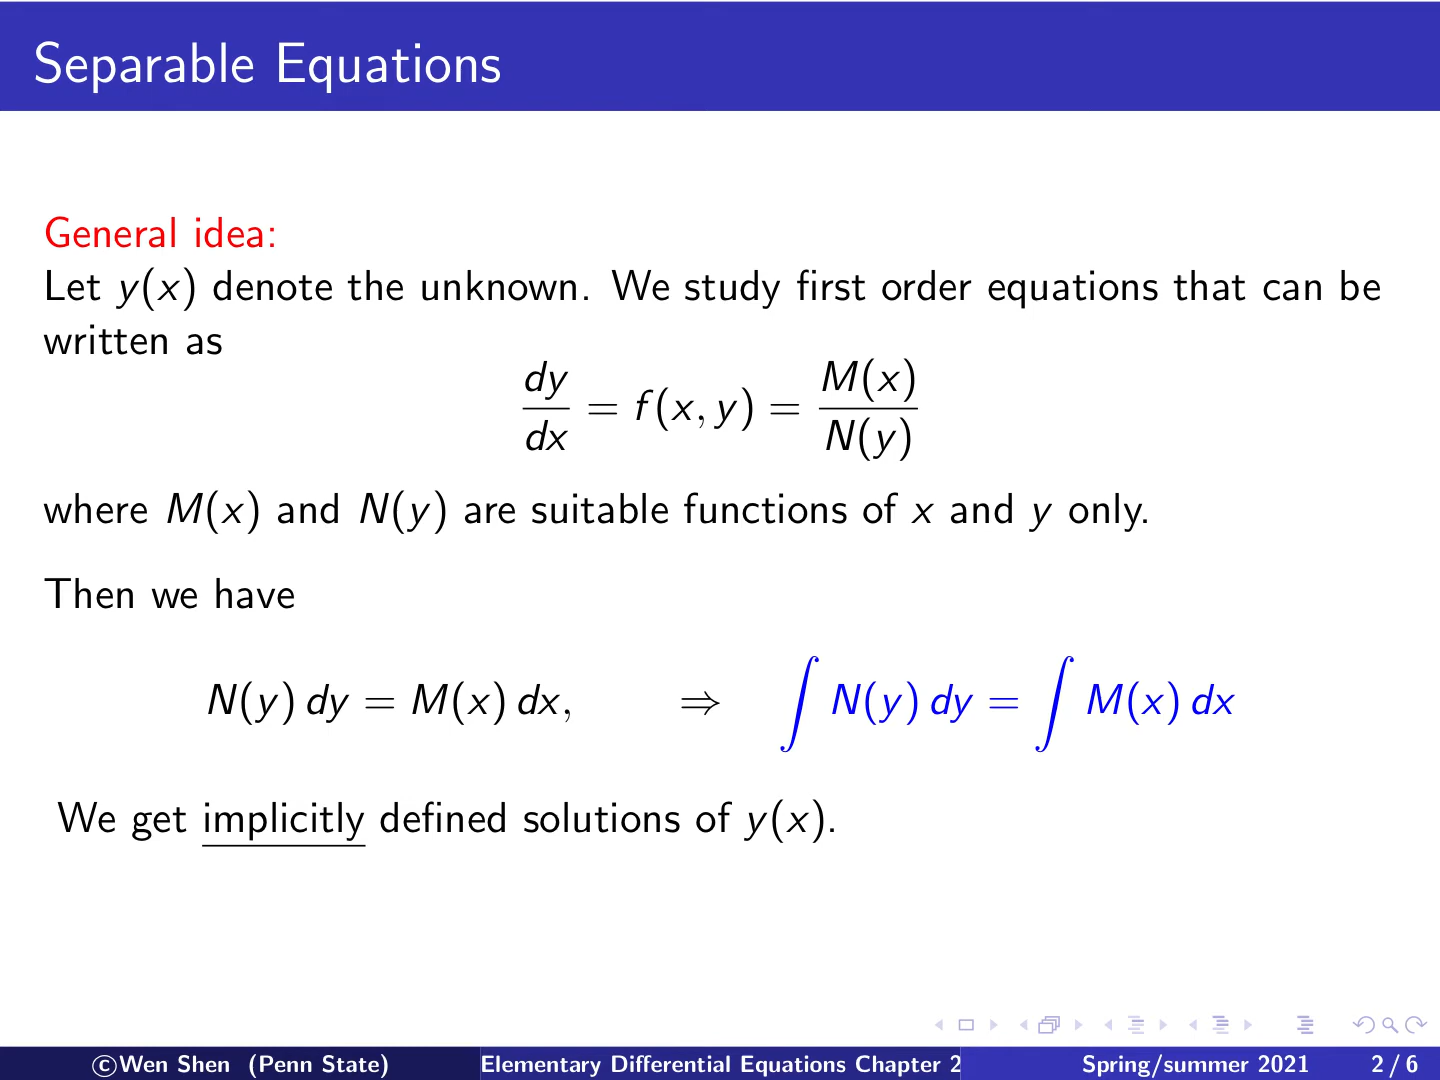 Separable Equations
General idea:
Let y(x) denote the unknown. We study first order equations that can be
written as
dy/dx = f(x, y) = M(x)/N(y)
where M(x) and N(y) are suitable functions of x and y only.
Then we have
N(y) dy = M(x) dx, ⇒ ∫ N(y) dy = ∫ M(x) dx
We get implicitly defined solutions of y(x).
©Wen Shen (Penn State) Elementary Differential Equations Chapter 2 Spring/summer 2021 2 / 6